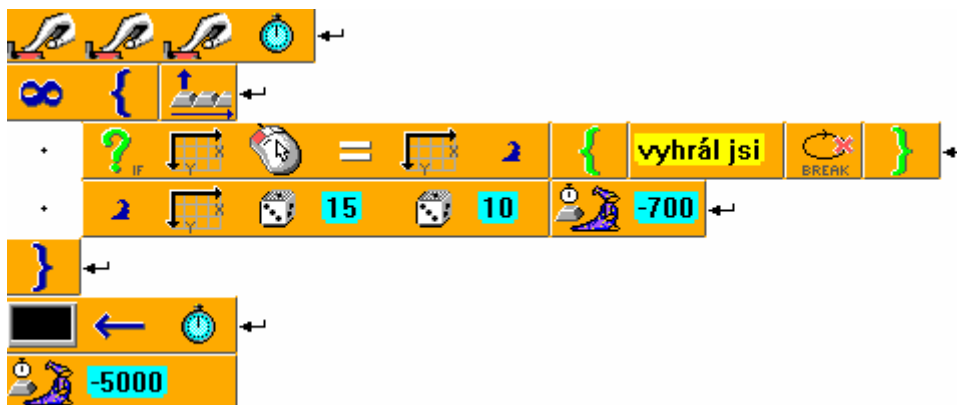 ∞ {
? IF = { vyhrál jsi BREAK }
15 10 -700
}
←
-5000